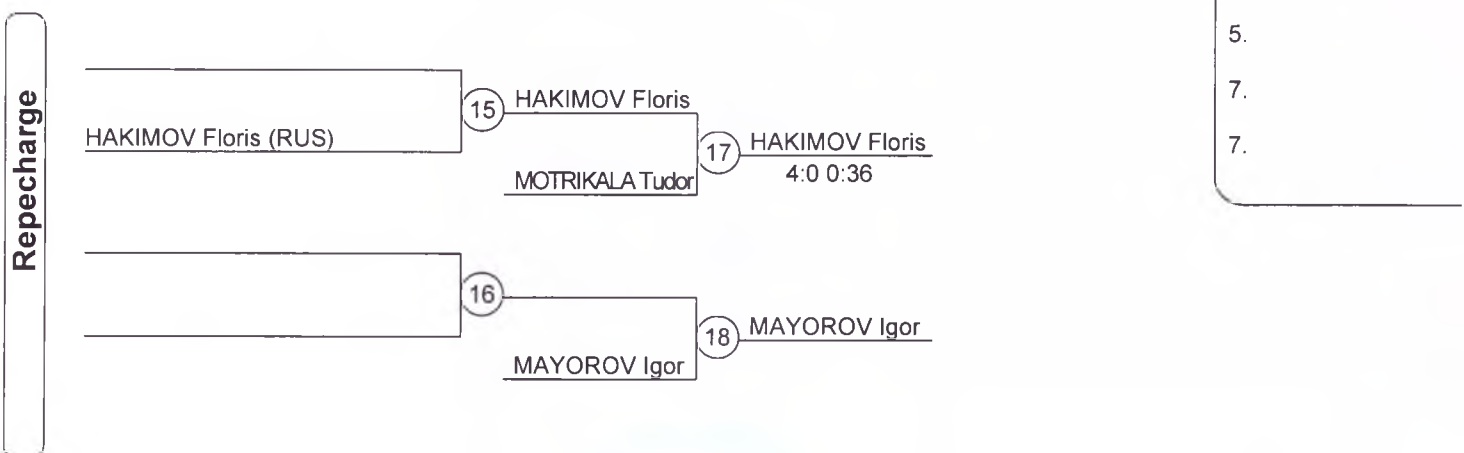 Repecharge
HAKIMOV Floris (RUS)
15
HAKIMOV Floris
MOTRIKALA Tudor
17
HAKIMOV Floris
4:0 0:36
16
MAYOROV Igor
18
MAYOROV Igor
5.
7.
7.